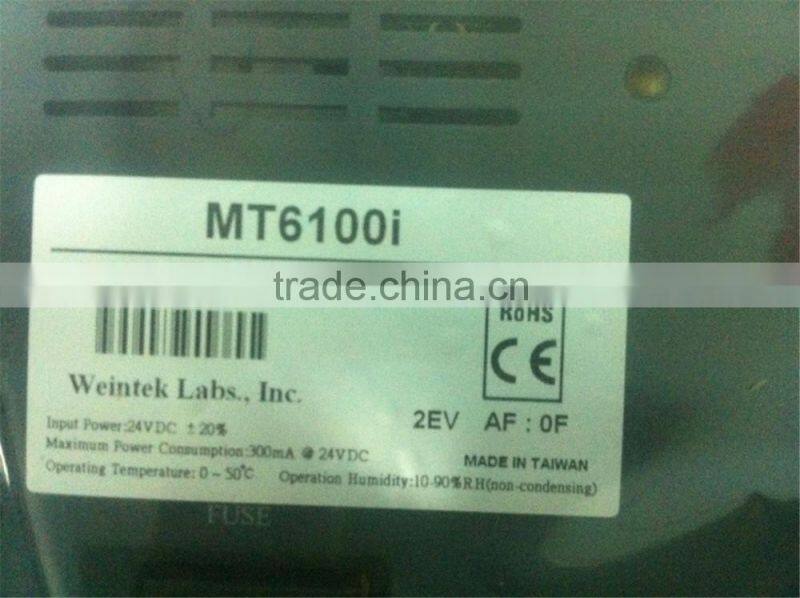 MT6100i
trade.china.cn
RoHS
CE
Weintek Labs., Inc.
2EV AF : 0F
Input Power:24VDC ±20%
Maximum Power Consumption:300mA @ 24VDC
MADE IN TAIWAN
Operating Temperature: 0 ~ 50°C Operation Humidity:10-90%RH(non-condensing)
FUSE